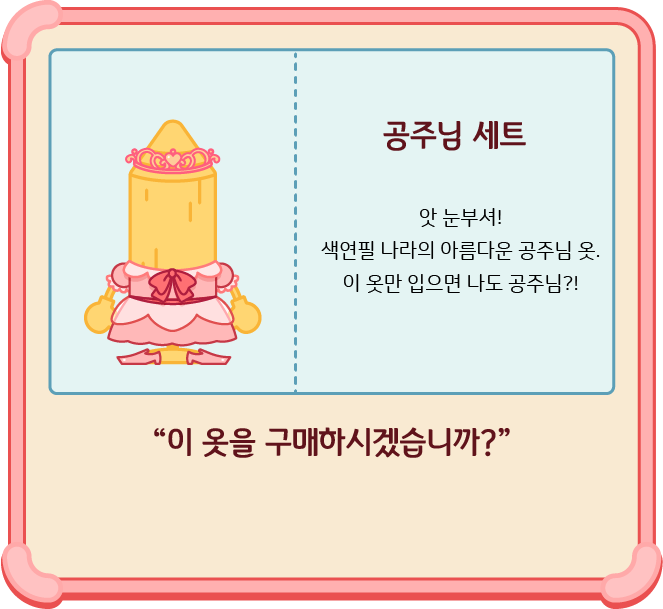 공주님 세트
앗 눈부셔!
색연필 나라의 아름다운 공주님 옷.
이 옷만 입으면 나도 공주님?!
“이 옷을 구매하시겠습니까?”